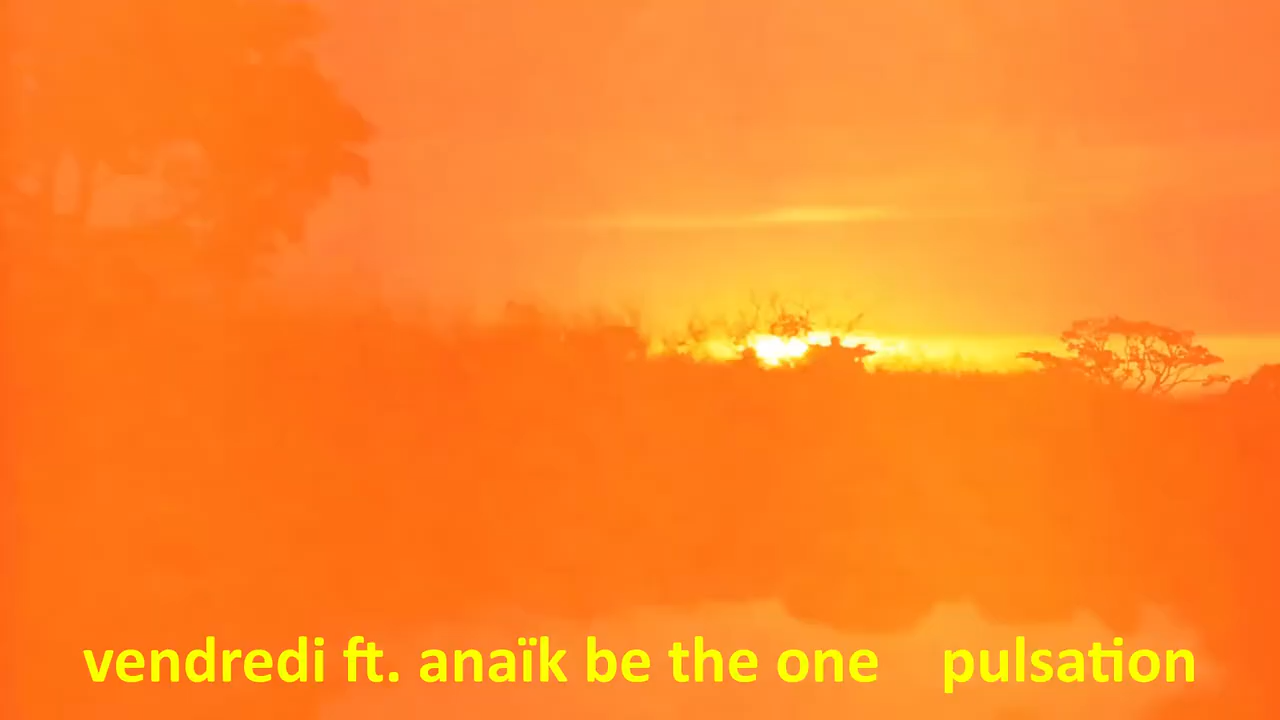 vendredi ft. anaïk be the one pulsation